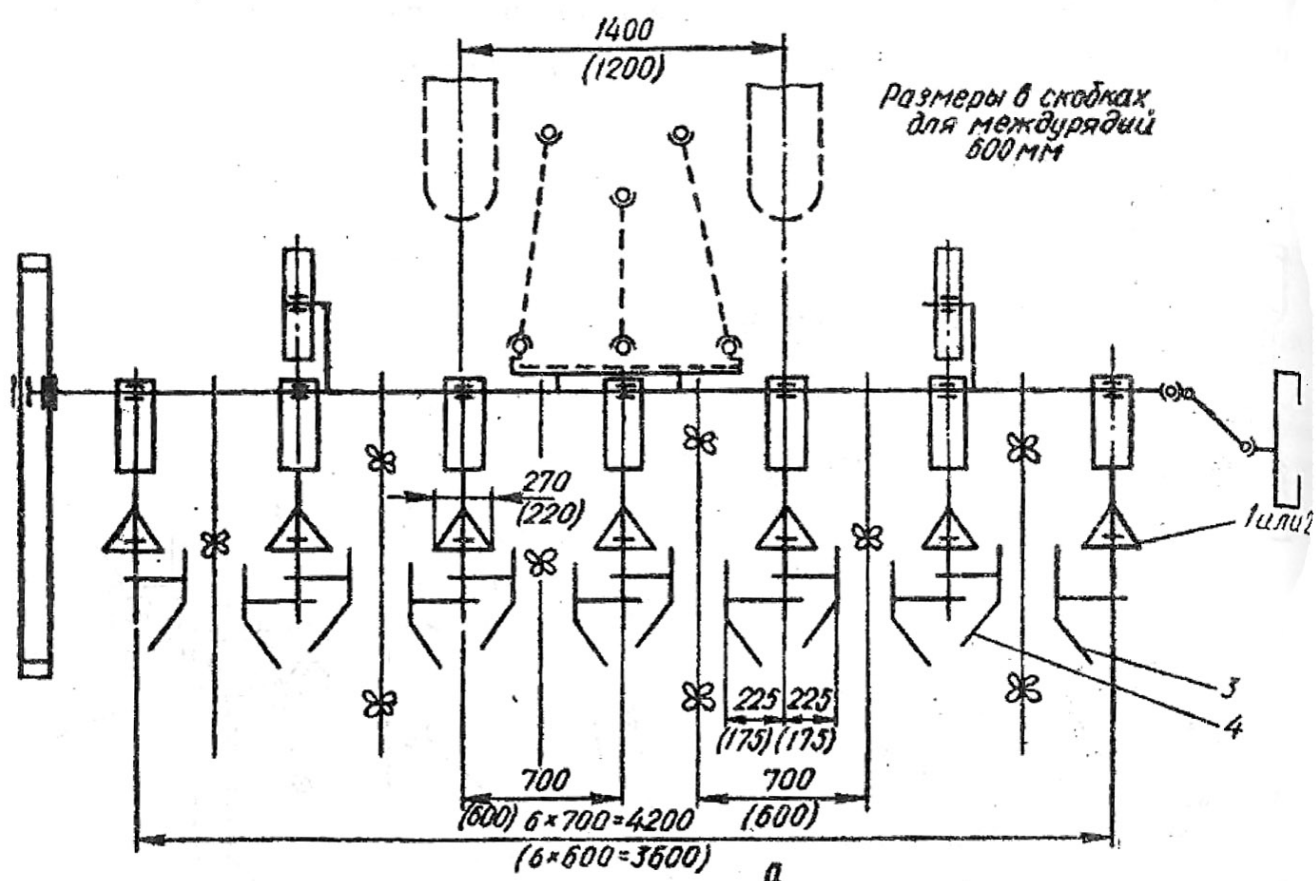 1400
(1200)
Размеры в скобках
для междурядий
600 мм
270
(220)
1 или 2
225 225
(175) (175)
3
4
700
(600)
700
(600)
6×700=4200
(6×600=3600)
а